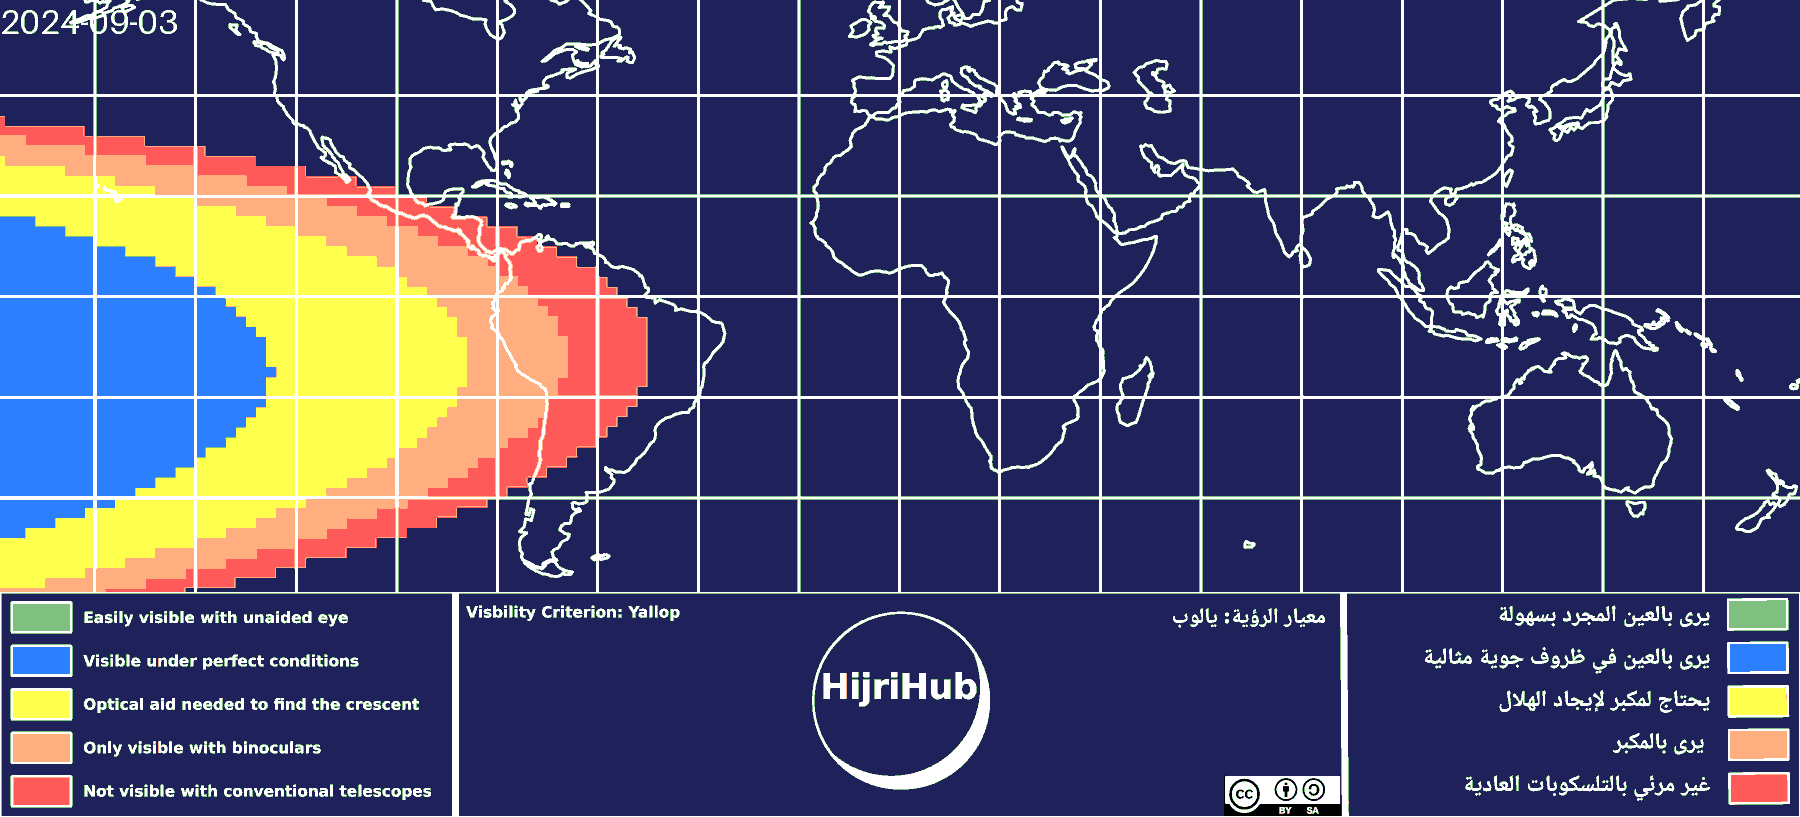 2024-09-03
Easily visible with unaided eye
Visible under perfect conditions
Optical aid needed to find the crescent
Only visible with binoculars
Not visible with conventional telescopes
Visbility Criterion: Yallop
معيار الرؤية: يالوب
HijriHub
cc
BY SA
يرى بالعين المجرد بسهولة
يرى بالعين في ظروف جوية مثالية
يحتاج لمكبر لإيجاد الهلال
يرى بالمكبر
غير مرئي بالتلسكوبات العادية